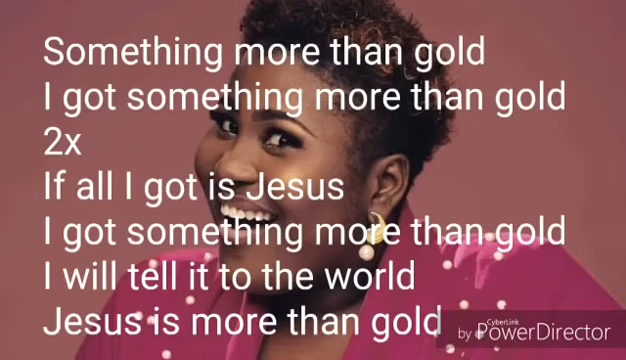 Something more than gold
I got something more than gold
2x
If all I got is Jesus
I got something more than gold
I will tell it to the world
Jesus is more than gold
CyberLink
by PowerDirector